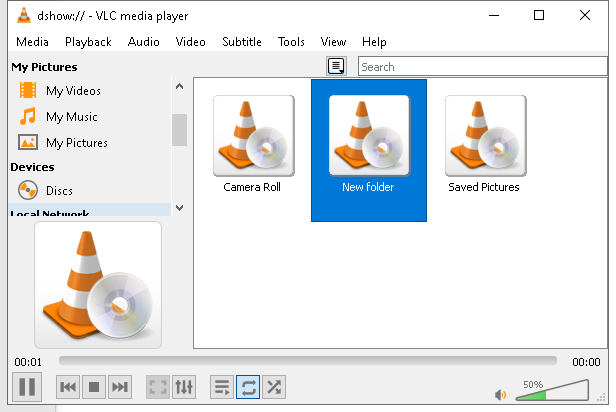 dshow:// - VLC media player
Media Playback Audio Video Subtitle Tools View Help
My Pictures
Search
My Videos
My Music
My Pictures
Devices
Discs
Local Network
Camera Roll
New folder
Saved Pictures
00:01
00:00
50%